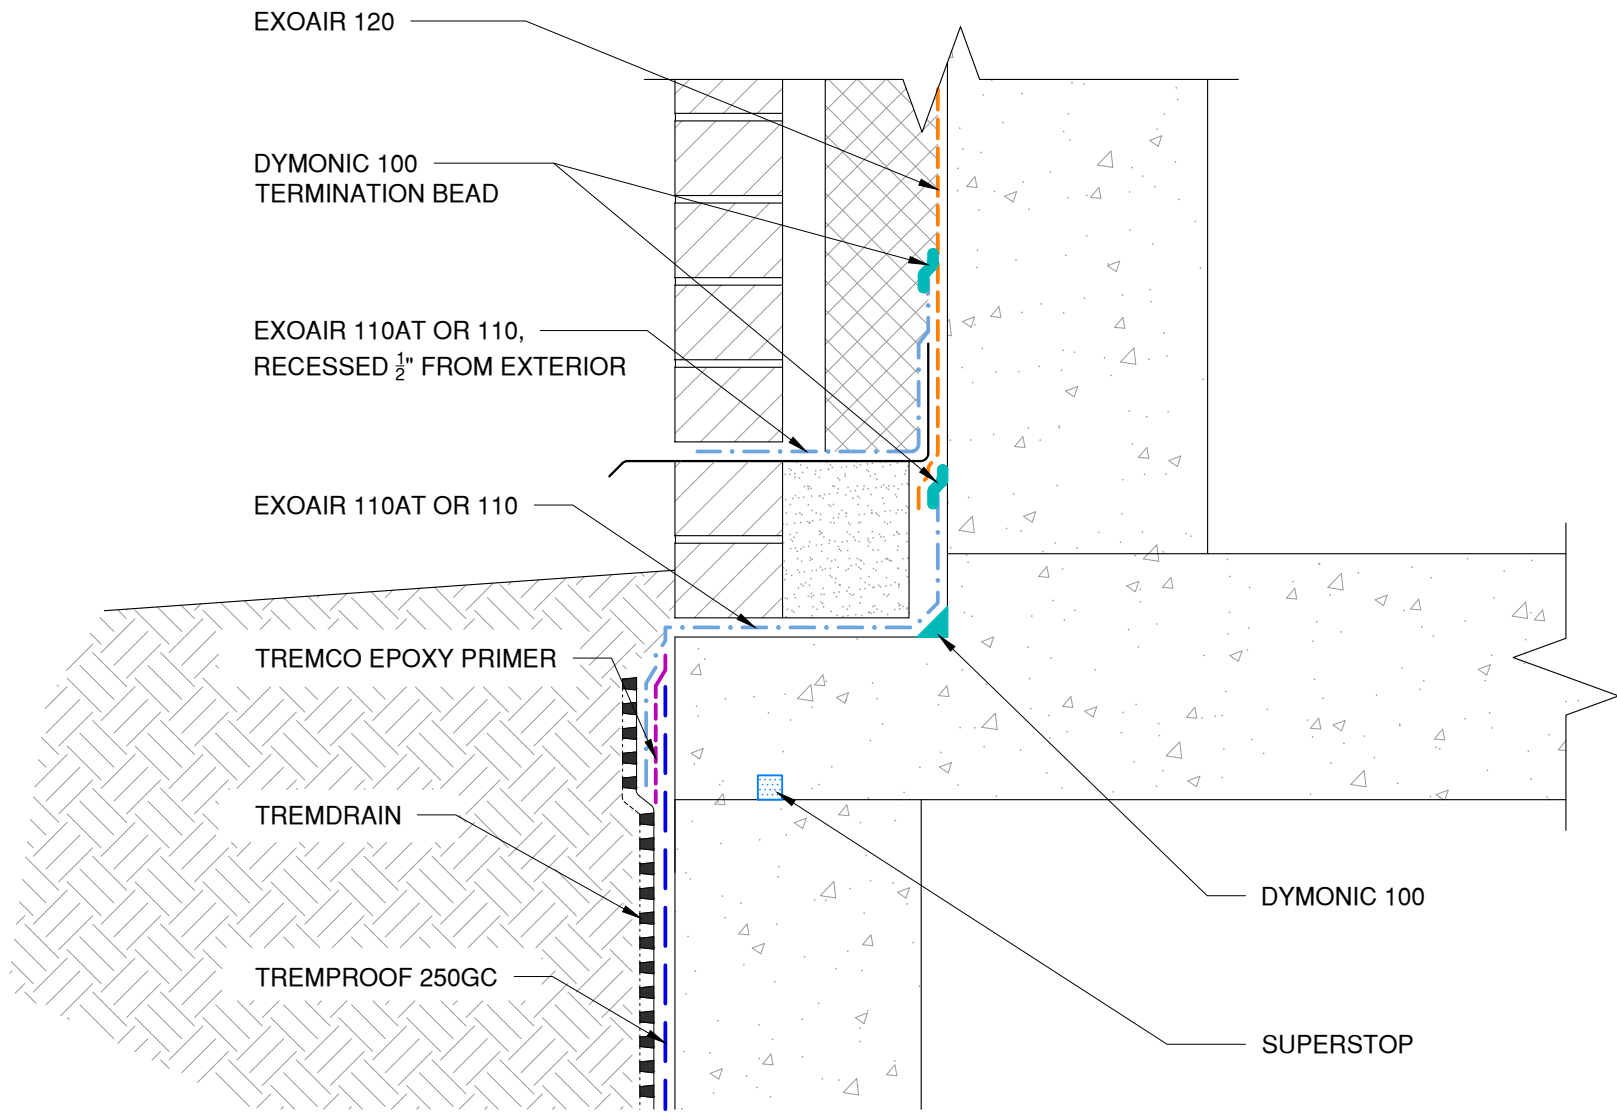 EXOAIR 120
DYMONIC 100
TERMINATION BEAD
EXOAIR 110AT OR 110,
RECESSED 1/2" FROM EXTERIOR
EXOAIR 110AT OR 110
TREMCO EPOXY PRIMER
TREMDRAIN
TREMPROOF 250GC
DYMONIC 100
SUPERSTOP